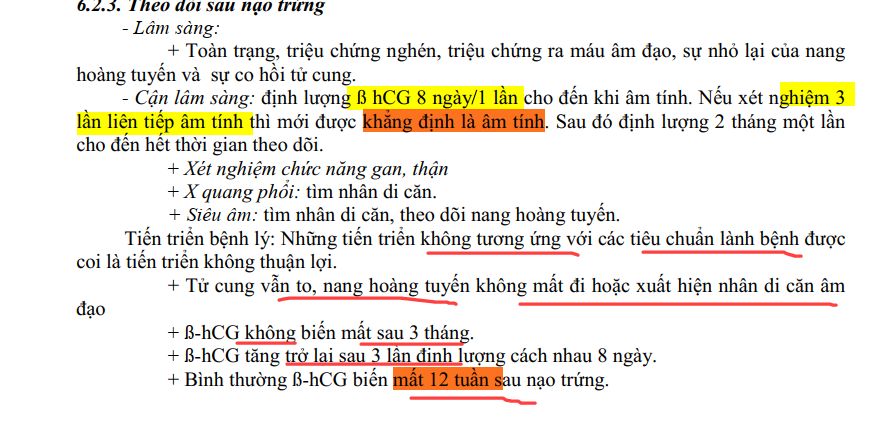 6.2.3. Theo dõi sau nạo trứng
- Lâm sàng:
+ Toàn trạng, triệu chứng nghén, triệu chứng ra máu âm đạo, sự nhỏ lại của nang
hoàng tuyến và sự co hồi tử cung.
- Cận lâm sàng: định lượng ß hCG 8 ngày/1 lần cho đến khi âm tính. Nếu xét nghiệm 3
lần liên tiếp âm tính thì mới được khẳng định là âm tính. Sau đó định lượng 2 tháng một lần
cho đến hết thời gian theo dõi.
+ Xét nghiệm chức năng gan, thận
+ X quang phổi: tìm nhân di căn.
+ Siêu âm: tìm nhân di căn, theo dõi nang hoàng tuyến.
Tiến triển bệnh lý: Những tiến triển không tương ứng với các tiêu chuẩn lành bệnh được
coi là tiến triển không thuận lợi.
+ Tử cung vẫn to, nang hoàng tuyến không mất đi hoặc xuất hiện nhân di căn âm
đạo
+ ß-hCG không biến mất sau 3 tháng.
+ ß-hCG tăng trở lại sau 3 lần định lượng cách nhau 8 ngày.
+ Bình thường ß-hCG biến mất 12 tuần sau nạo trứng.